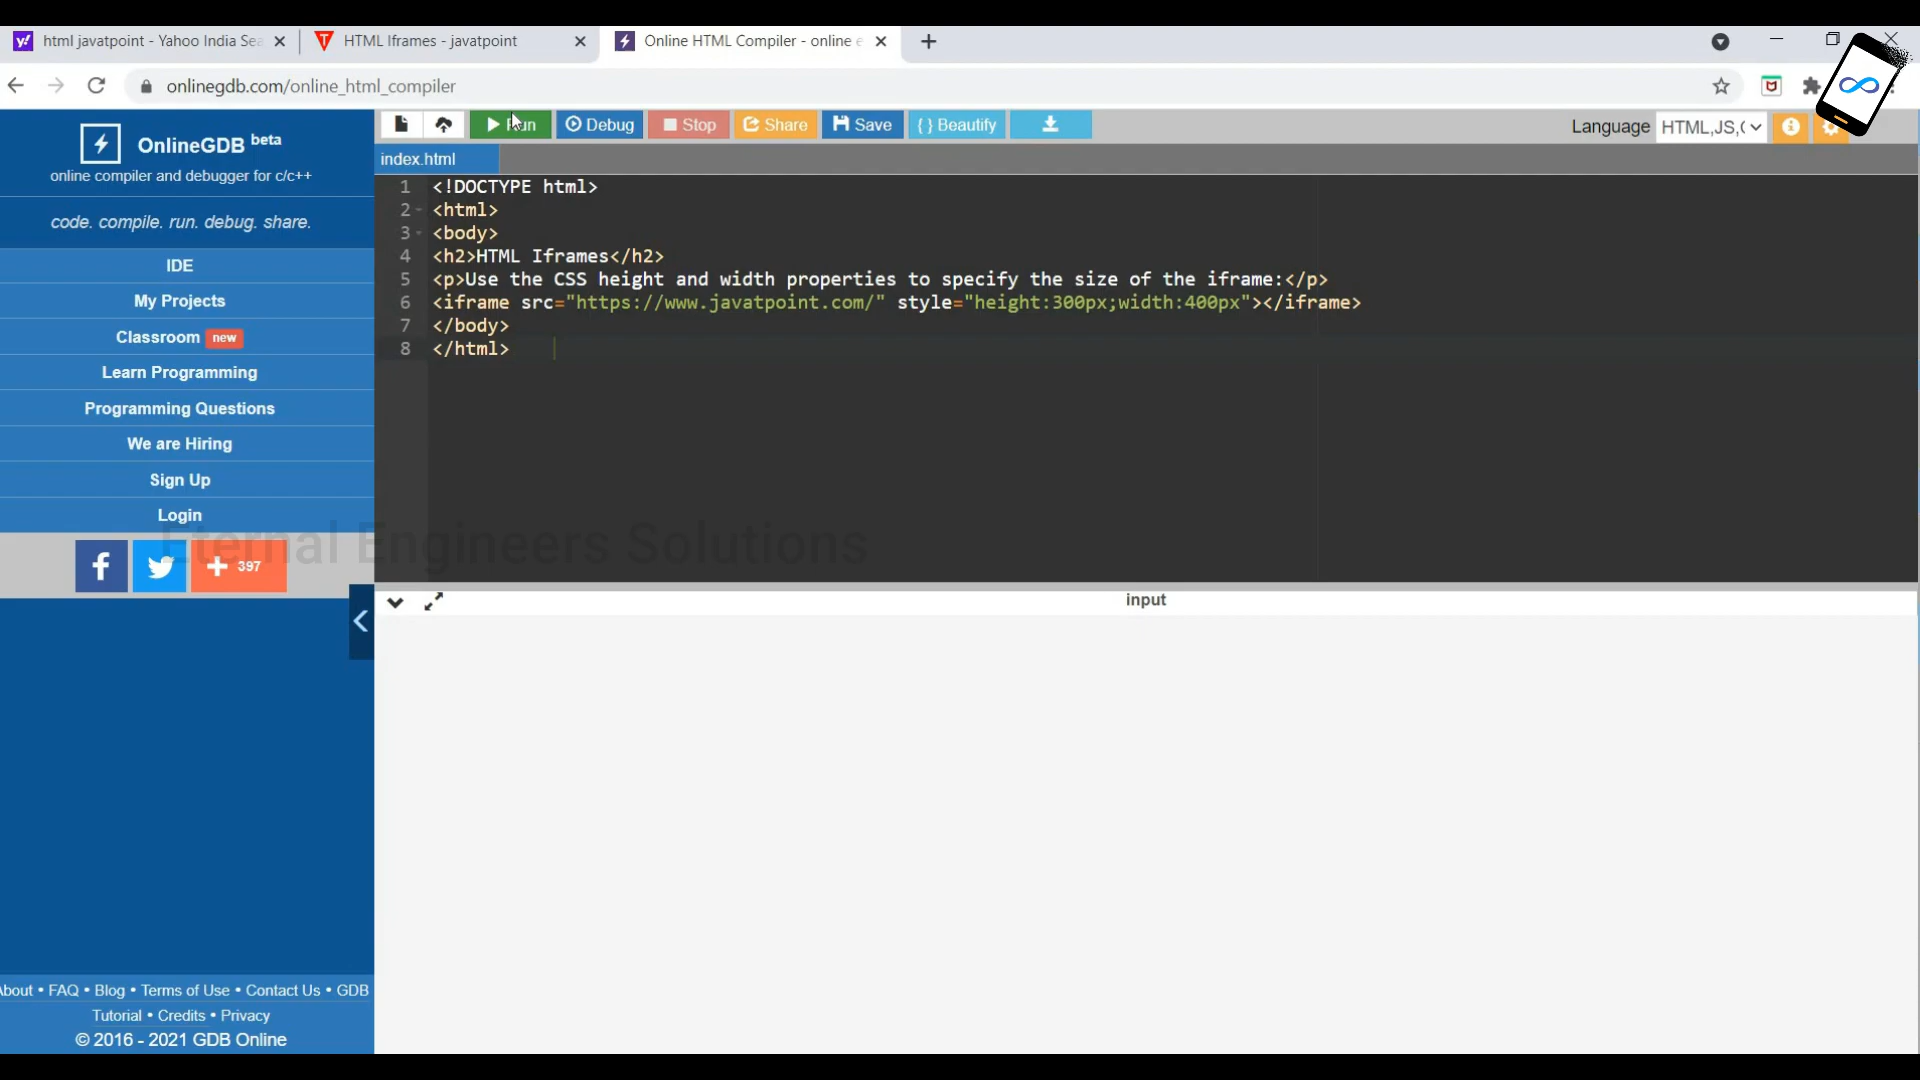 html javatpoint - Yahoo India Sea
HTML Iframes - javatpoint
Online HTML Compiler - online e
onlinegdb.com/online_html_compiler
OnlineGDB beta
online compiler and debugger for c/c++
code. compile. run. debug. share.
IDE
My Projects
Classroom new
Learn Programming
Programming Questions
We are Hiring
Sign Up
Login
397
About • FAQ • Blog • Terms of Use • Contact Us • GDB
Tutorial • Credits • Privacy
© 2016 - 2021 GDB Online
Run Debug Stop Share Save { } Beautify
Language HTML,JS,(
index.html
1 <!DOCTYPE html>
2 <html>
3 <body>
4 <h2>HTML Iframes</h2>
5 <p>Use the CSS height and width properties to specify the size of the iframe:</p>
6 <iframe src="https://www.javatpoint.com/" style="height:300px;width:400px"></iframe>
7 </body>
8 </html>
Eternal Engineers Solutions
input